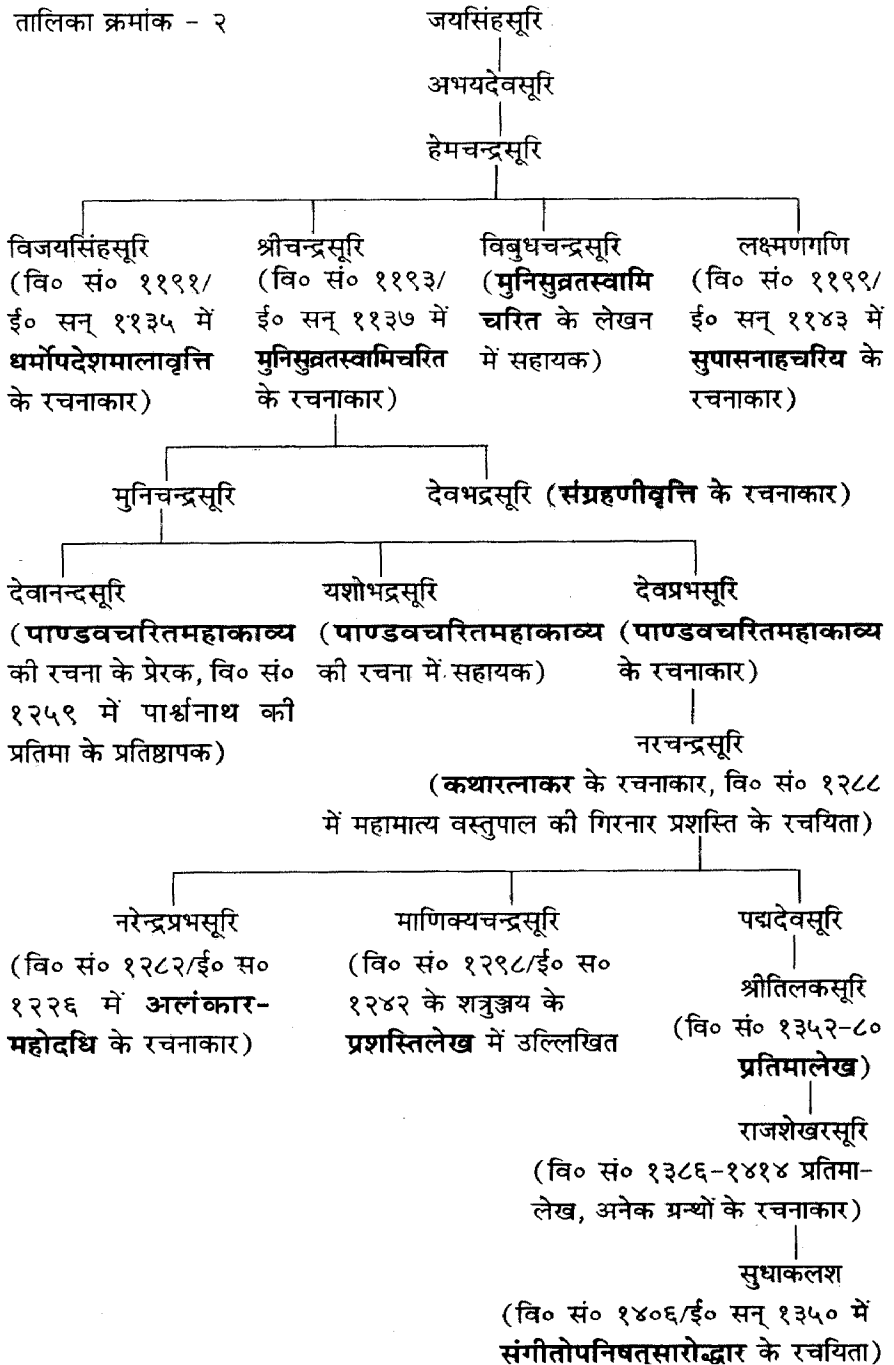 तालिका क्रमांक - २
जयसिंहसूरि
अभयदेवसूरि
हेमचन्द्रसूरि
विजयसिंहसूरि
(वि० सं० ११९१/
ई० सन् ११३५ में
धर्मोपदेशमालावृत्ति
के रचनाकार)
श्रीचन्द्रसूरि
(वि० सं० ११९३/
ई० सन् ११३७ में
मुनिसुव्रतस्वामिचरित
के रचनाकार)
विबुधचन्द्रसूरि
(मुनिसुव्रतस्वामि
चरित के लेखन
में सहायक)
लक्ष्मणगणि
(वि० सं० ११९९/
ई० सन् ११४३ में
सुपासनाहचरिय के
रचनाकार)
मुनिचन्द्रसूरि
देवभद्रसूरि (संग्रहणीवृत्ति के रचनाकार)
देवानन्दसूरि
(पाण्डवचरितमहाकाव्य
की रचना के प्रेरक, वि० सं०
१२५९ में पार्श्वनाथ की
प्रतिमा के प्रतिष्ठापक)
यशोभद्रसूरि
(पाण्डवचरितमहाकाव्य
की रचना में सहायक)
देवप्रभसूरि
(पाण्डवचरितमहाकाव्य
के रचनाकार)
नरचन्द्रसूरि
(कथारत्नाकर के रचनाकार, वि० सं० १२८८
में महामात्य वस्तुपाल की गिरनार प्रशस्ति के रचयिता)
नरेन्द्रप्रभसूरि
(वि० सं० १२८२/ई० स०
१२२६ में अलंकार-
महोदधि के रचनाकार)
माणिक्यचन्द्रसूरि
(वि० सं० १२९८/ई० स०
१२४२ के शत्रुञ्जय के
प्रशस्तिलेख में उल्लिखित
पद्मदेवसूरि
श्रीतिलकसूरि
(वि० सं० १३५२-८०
प्रतिमालेख)
राजशेखरसूरि
(वि० सं० १३८६-१४१४ प्रतिमा-
लेख, अनेक ग्रन्थों के रचनाकार)
सुधाकलश
(वि० सं० १४०६/ई० सन् १३५० में
संगीतोपनिषत्सारोद्धार के रचयिता)